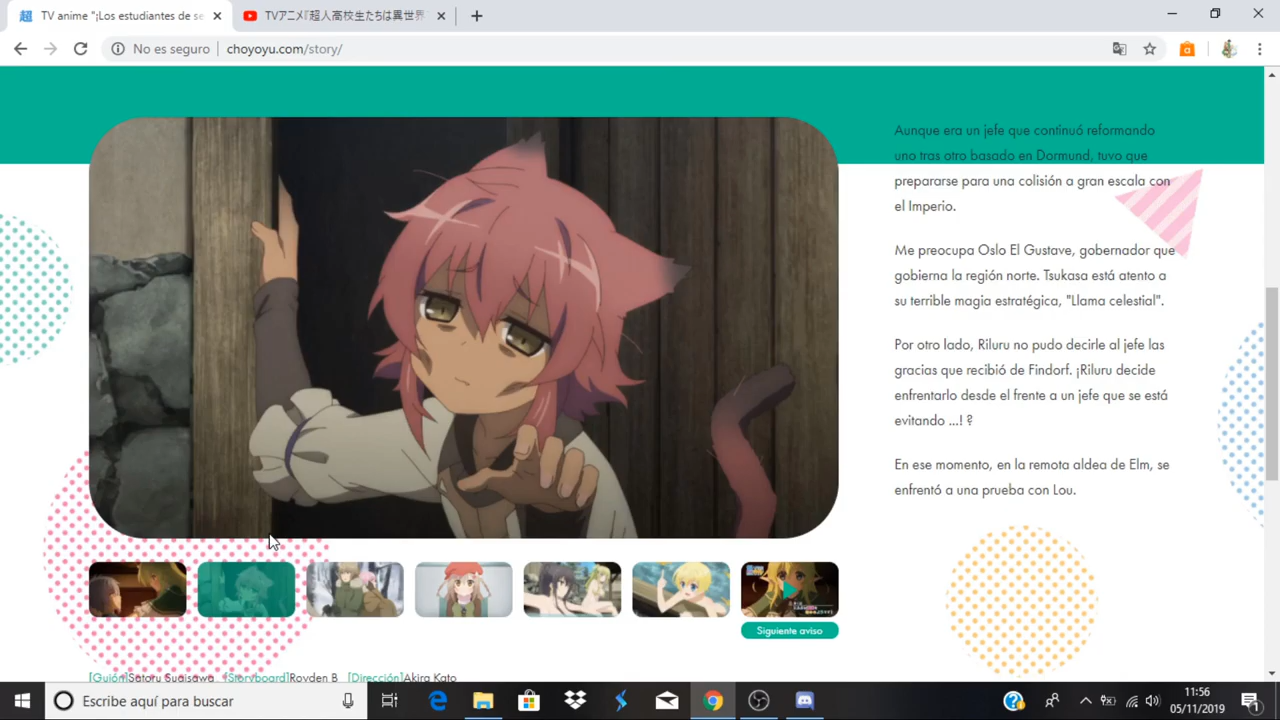 超 TV anime "¡Los estudiantes de se
TVアニメ『超人高校生たちは異世界
No es seguro choyoyu.com/story/
Aunque era un jefe que continuó reformando
uno tras otro basado en Dormund, tuvo que
prepararse para una colisión a gran escala con
el Imperio.
Me preocupa Oslo El Gustave, gobernador que
gobierna la región norte. Tsukasa está atento a
su terrible magia estratégica, "Llama celestial".
Por otro lado, Riluru no pudo decirle al jefe las
gracias que recibió de Findorf. ¡Riluru decide
enfrentarlo desde el frente a un jefe que se está
evitando ...! ?
En ese momento, en la remota aldea de Elm, se
enfrentó a una prueba con Lou.
Siguiente aviso
[Guión]Satoru Sugisawa [Storyboard]Royden B [Dirección]Akira Kato
Escribe aquí para buscar
11:56
05/11/2019